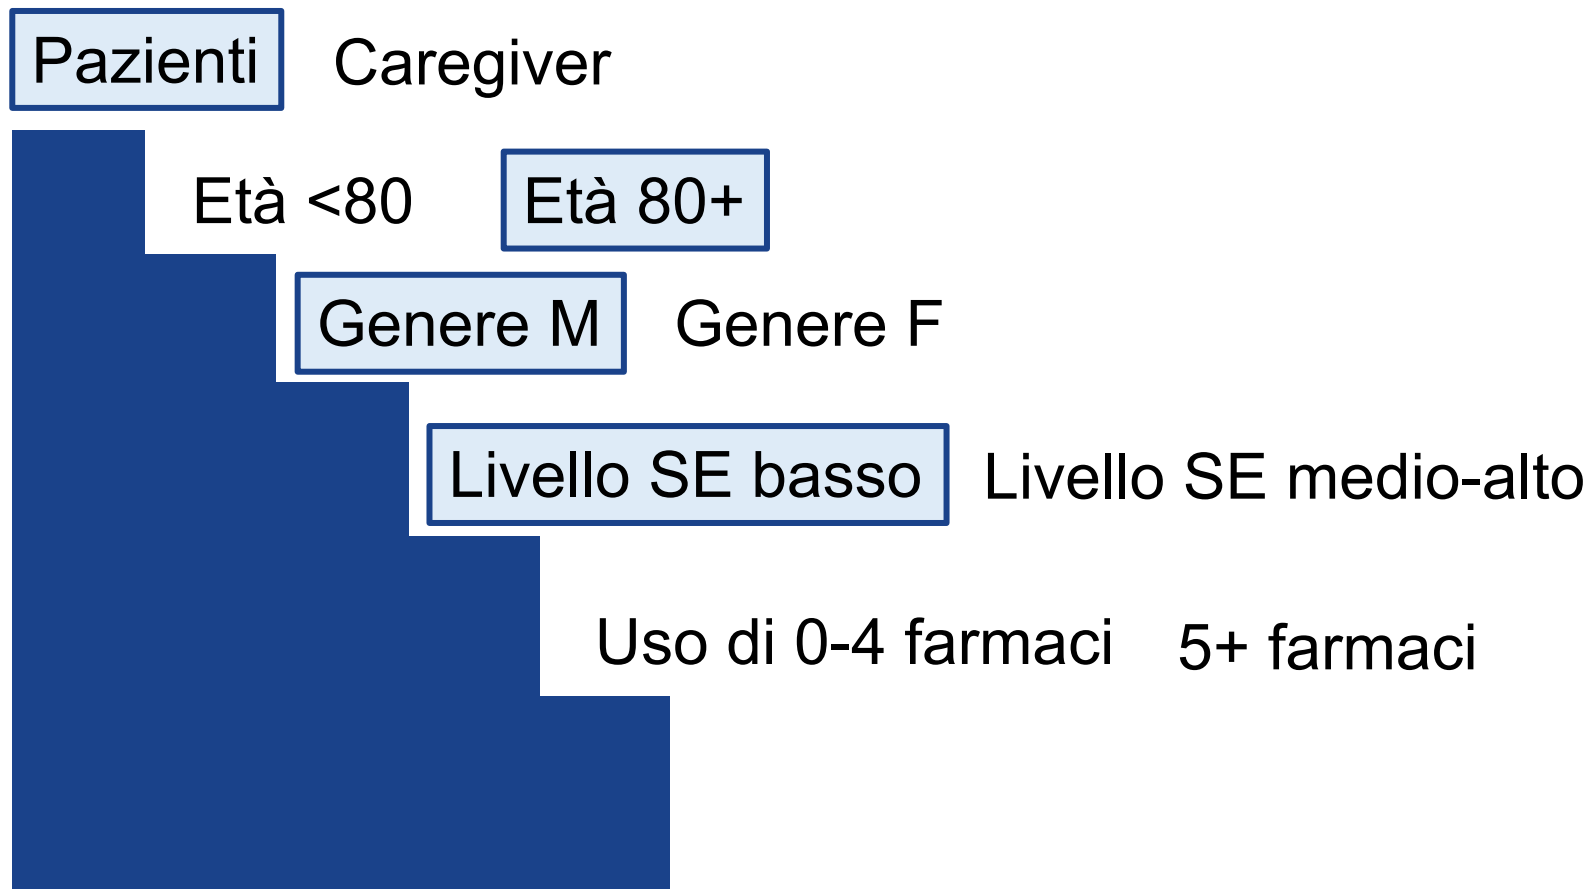 Pazienti Caregiver
Età <80 Età 80+
Genere M Genere F
Livello SE basso Livello SE medio-alto
Uso di 0-4 farmaci 5+ farmaci